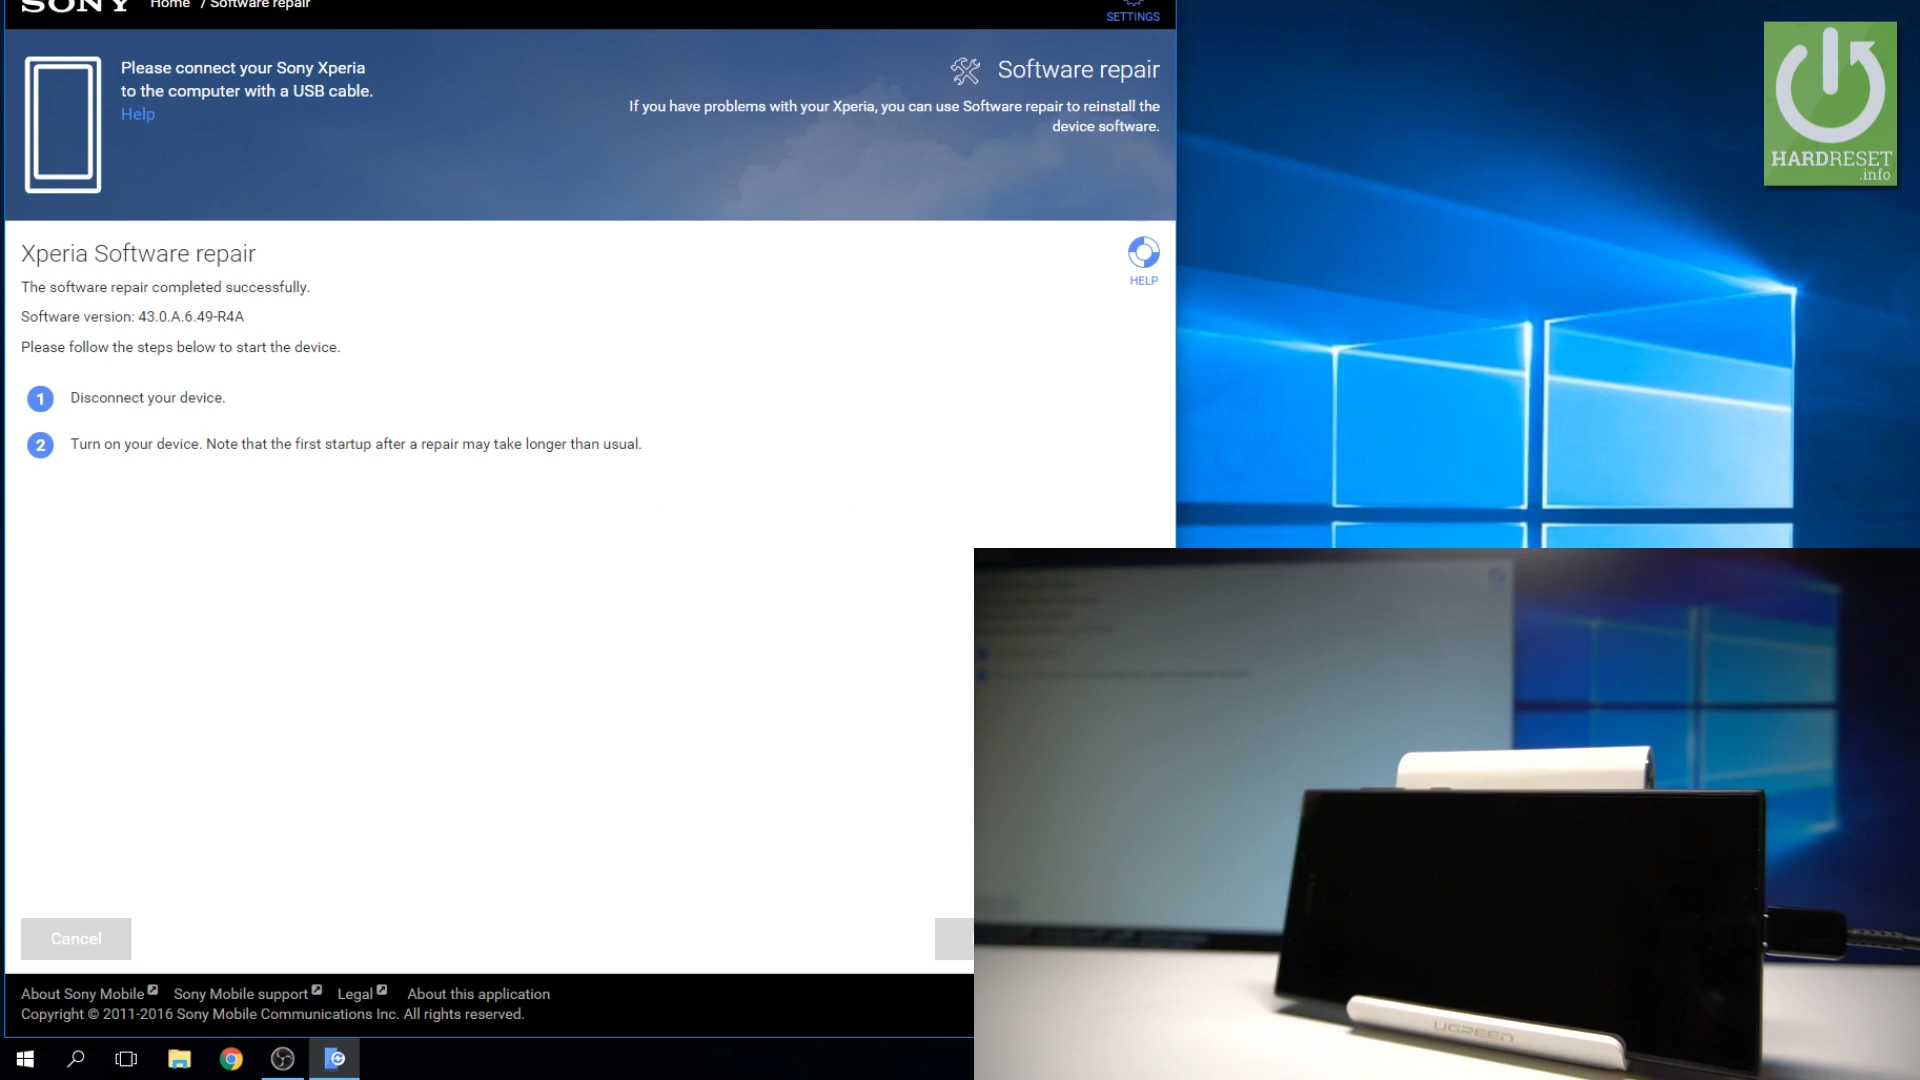 SONY Home / Software repair
SETTINGS
Please connect your Sony Xperia
to the computer with a USB cable.
Help
Software repair
If you have problems with your Xperia, you can use Software repair to reinstall the
device software.
HARDRESET
.info
Xperia Software repair
HELP
The software repair completed successfully.
Software version: 43.0.A.6.49-R4A
Please follow the steps below to start the device.
1 Disconnect your device.
2 Turn on your device. Note that the first startup after a repair may take longer than usual.
Cancel
About Sony Mobile Sony Mobile support Legal About this application
Copyright © 2011-2016 Sony Mobile Communications Inc. All rights reserved.
SONY
UGREEN